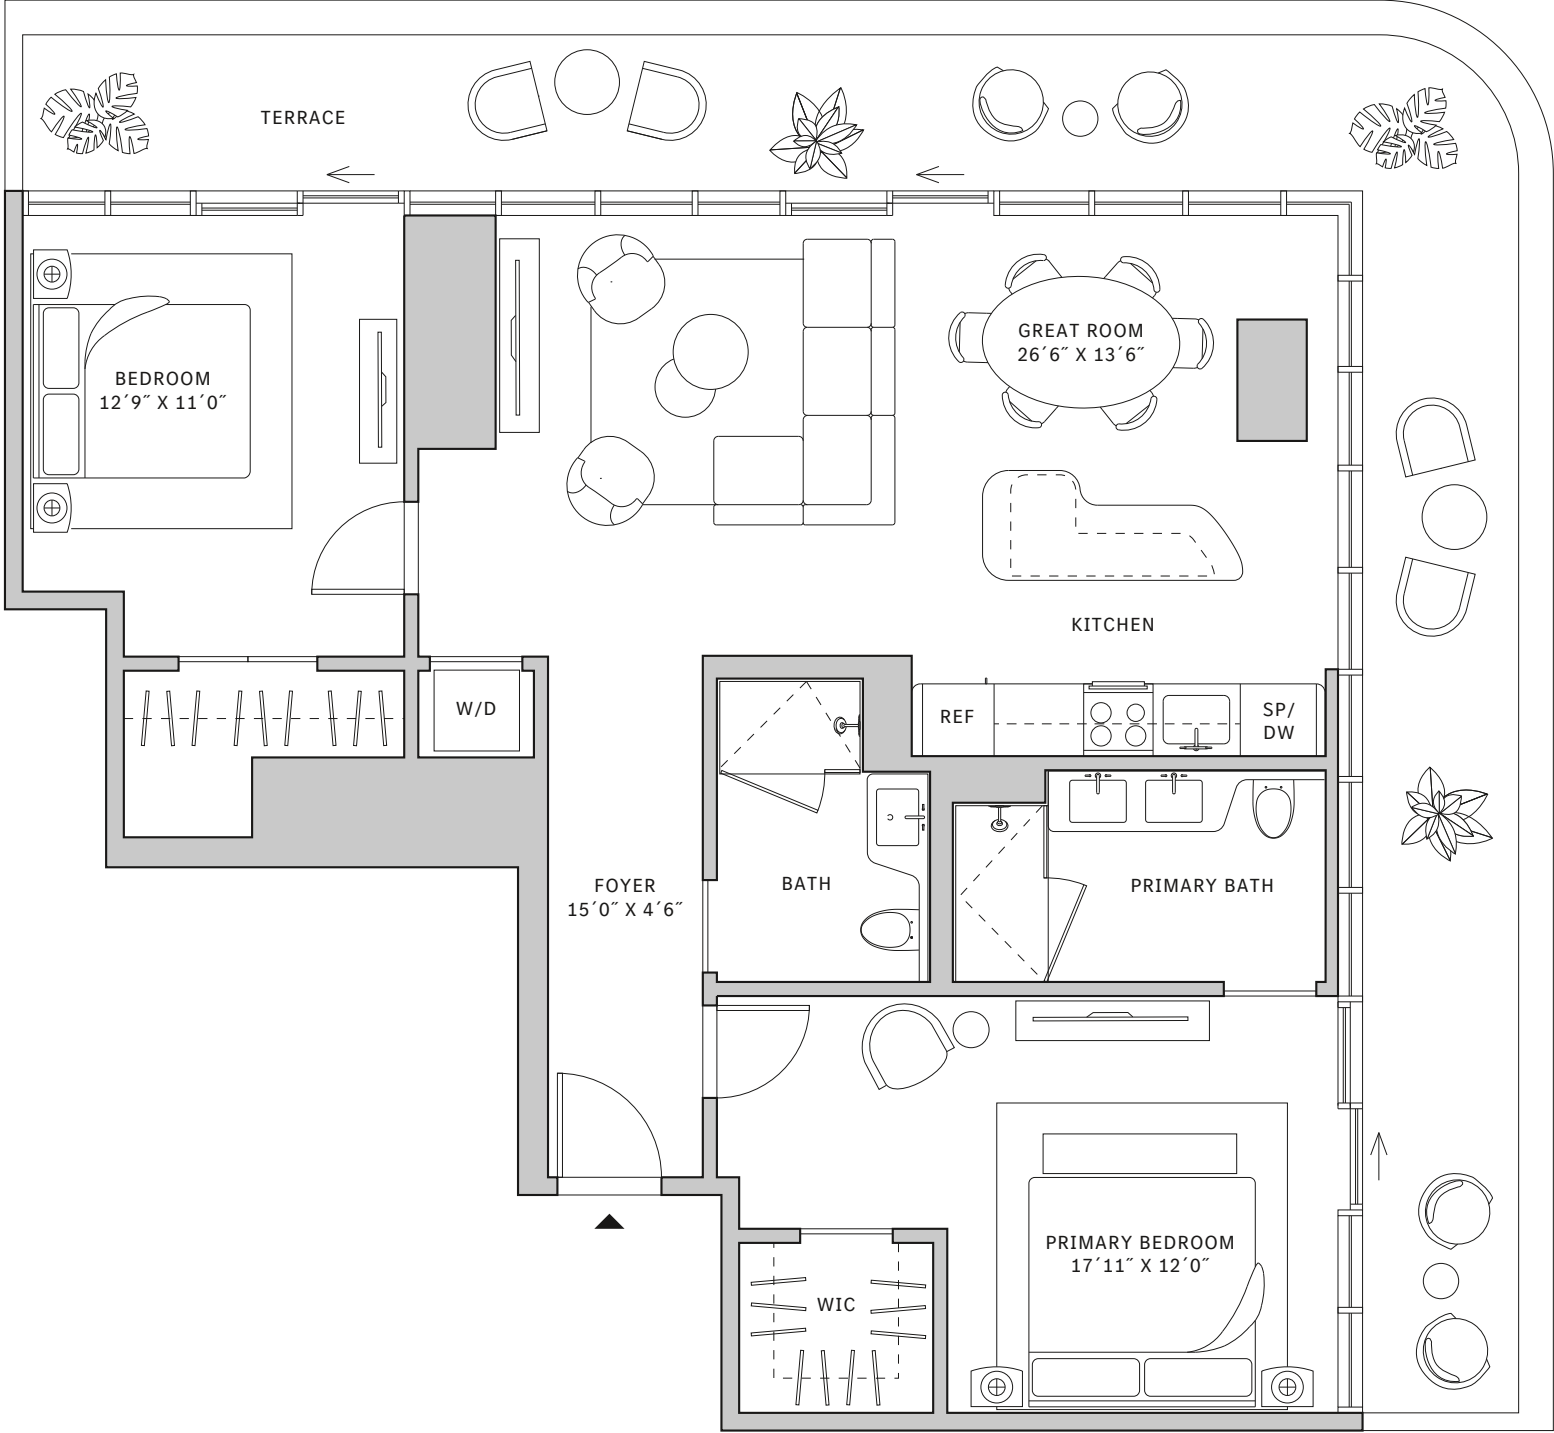 TERRACE
GREAT ROOM
26´6˝ X 13´6˝
BEDROOM
12´9˝ X 11´0˝
KITCHEN
W/D
REF
SP/
DW
FOYER
15´0˝ X 4´6˝
BATH
PRIMARY BATH
PRIMARY BEDROOM
17´11˝ X 12´0˝
WIC